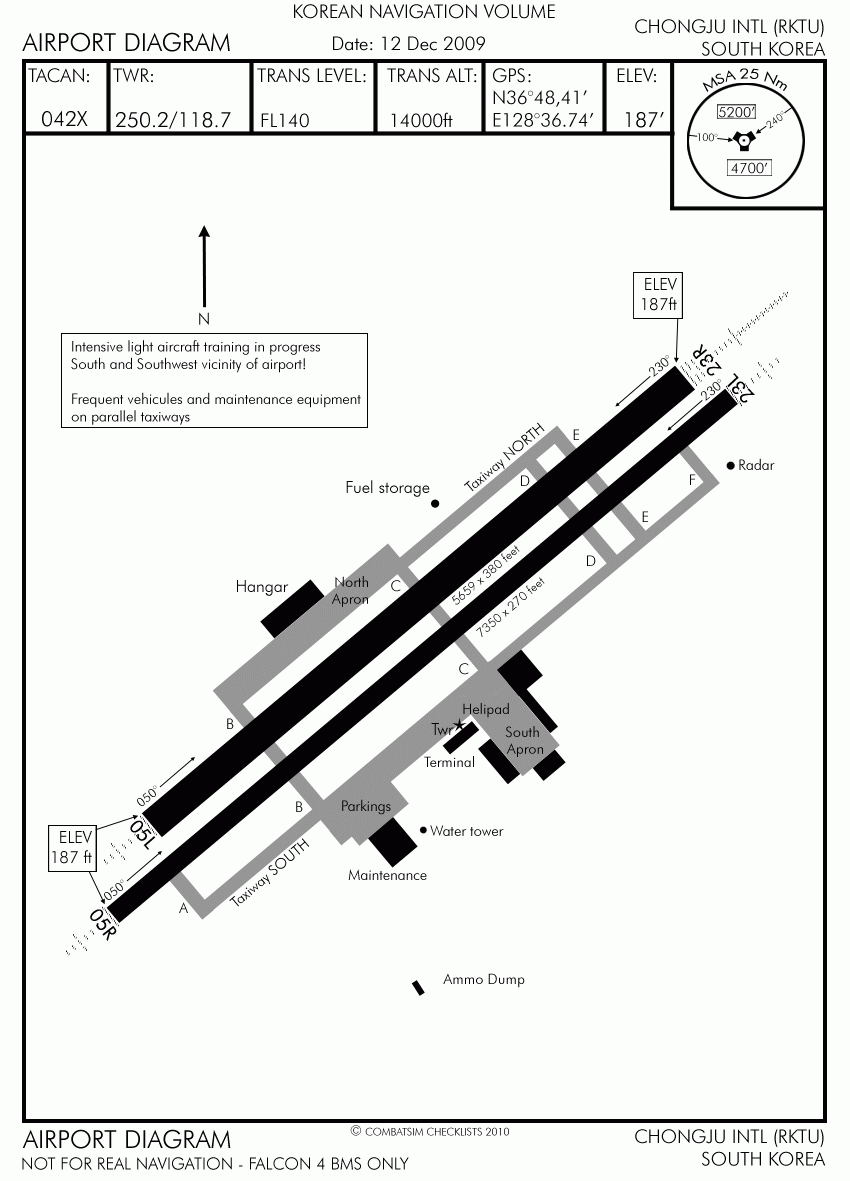 KOREAN NAVIGATION VOLUME
AIRPORT DIAGRAM
Date: 12 Dec 2009
CHONGJU INTL (RKTU)
SOUTH KOREA
TACAN:
042X
TWR:
250.2/118.7
TRANS LEVEL:
FL140
TRANS ALT:
14000ft
GPS:
N36°48,41'
E128°36.74'
ELEV:
187'
MSA 25 Nm
5200'
240°
100°
4700'
N
ELEV
187ft
Intensive light aircraft training in progress
South and Southwest vicinity of airport!
Frequent vehicules and maintenance equipment
on parallel taxiways
230°
23R
230°
23L
Taxiway NORTH
E
D
Radar
F
Fuel storage
E
D
5659 x 380 feet
7350 x 270 feet
Hangar
North
Apron
C
C
B
Helipad
Twr
South
Apron
Terminal
050°
05L
B
Parkings
ELEV
187 ft
Water tower
Maintenance
Taxiway SOUTH
050°
05R
A
Ammo Dump
© COMBATSIM CHECKLISTS 2010
AIRPORT DIAGRAM
NOT FOR REAL NAVIGATION - FALCON 4 BMS ONLY
CHONGJU INTL (RKTU)
SOUTH KOREA